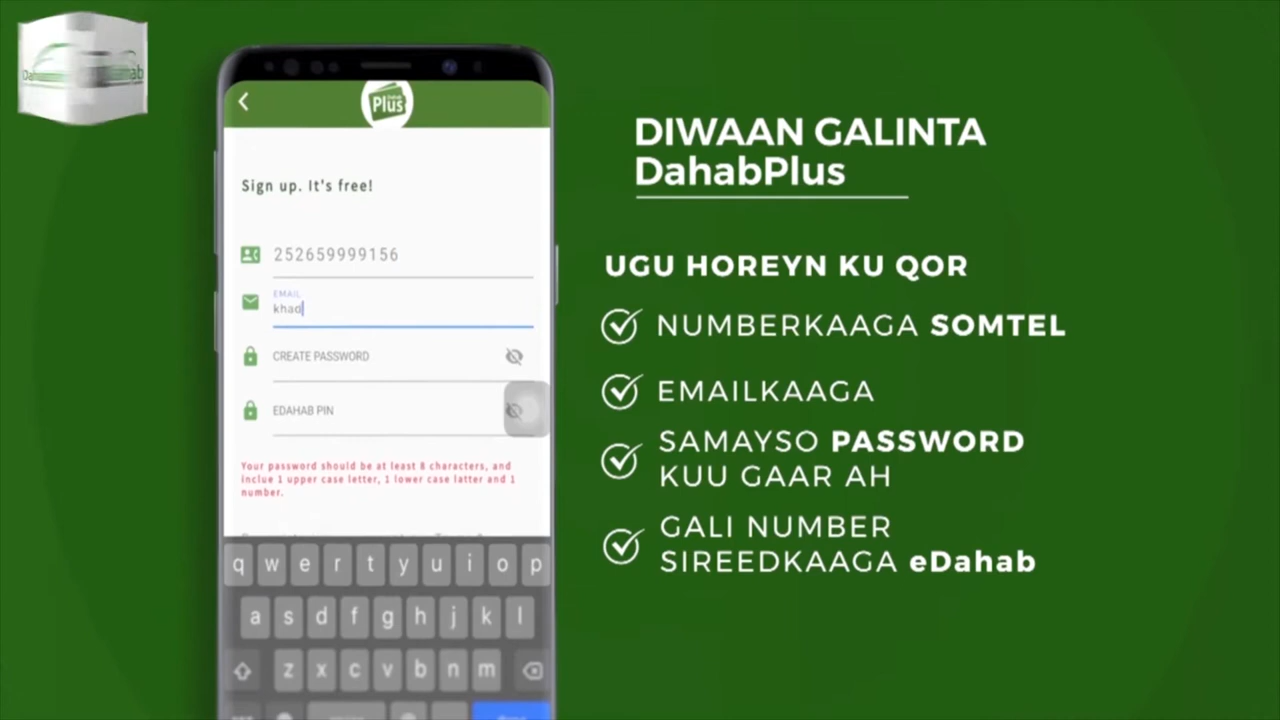 Plus
Sign up. It's free!
252659999156
EMAIL
khad
CREATE PASSWORD
EDAHAB PIN
Your password should be at least 8 characters, and
inclue 1 upper case letter, 1 lower case latter and 1
number.
q w e r t y u i o p
a s d f g h j k l
z x c v b n m
DIWAAN GALINTA
DahabPlus
UGU HOREYN KU QOR
NUMBERKAAGA SOMTEL
EMAILKAAGA
SAMAYSO PASSWORD
KUU GAAR AH
GALI NUMBER
SIREEDKAAGA eDahab